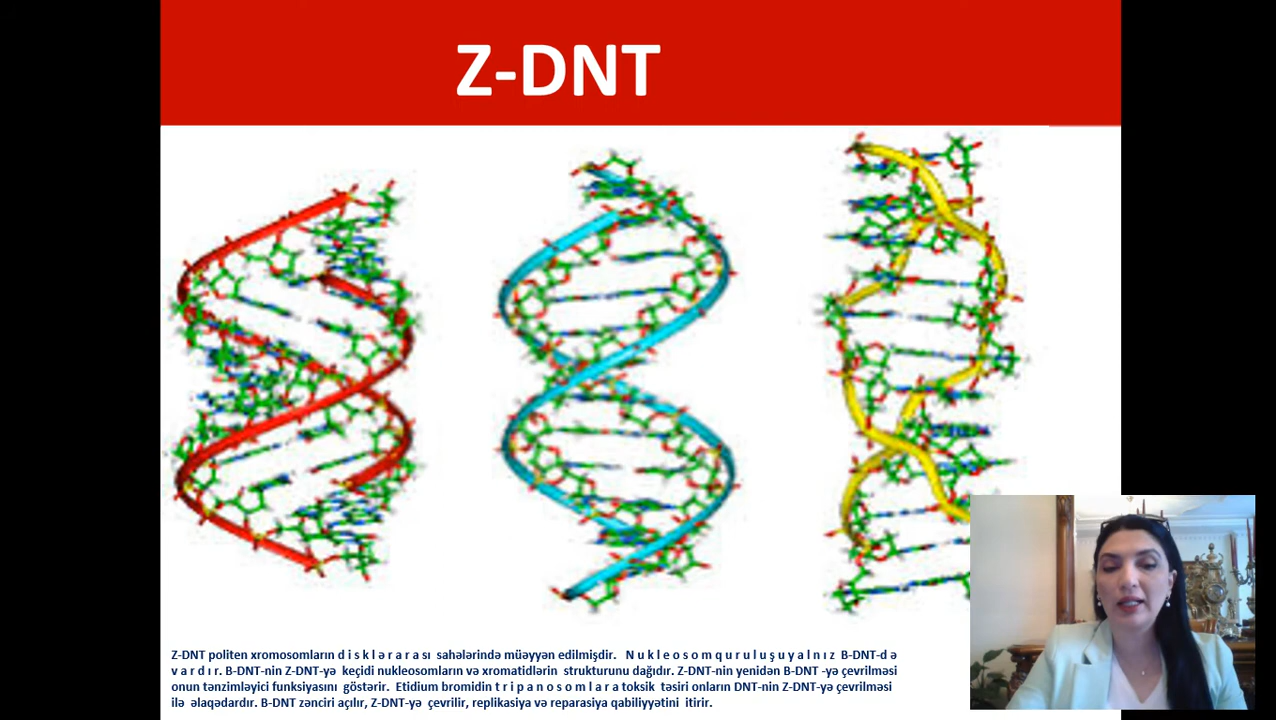 Z-DNT
Z-DNT politen xromosomların d i s k l ə r a r a sı sahələrində müəyyən edilmişdir. N u k l e o s o m q u r u l u ş u y a l n ı z B-DNT-d ə
v a r d ı r. B-DNT-nin Z-DNT-yə keçidi nukleosomların və xromatidlərin strukturunu dağıdır. Z-DNT-nin yenidən B-DNT -yə çevrilməsi
onun tənzimləyici funksiyasını göstərir. Etidium bromidin t r i p a n o s o m l a r a toksik təsiri onların DNT-nin Z-DNT-yə çevrilməsi
ilə əlaqədardır. B-DNT zənciri açılır, Z-DNT-yə çevrilir, replikasiya və reparasiya qabiliyyətini itirir.